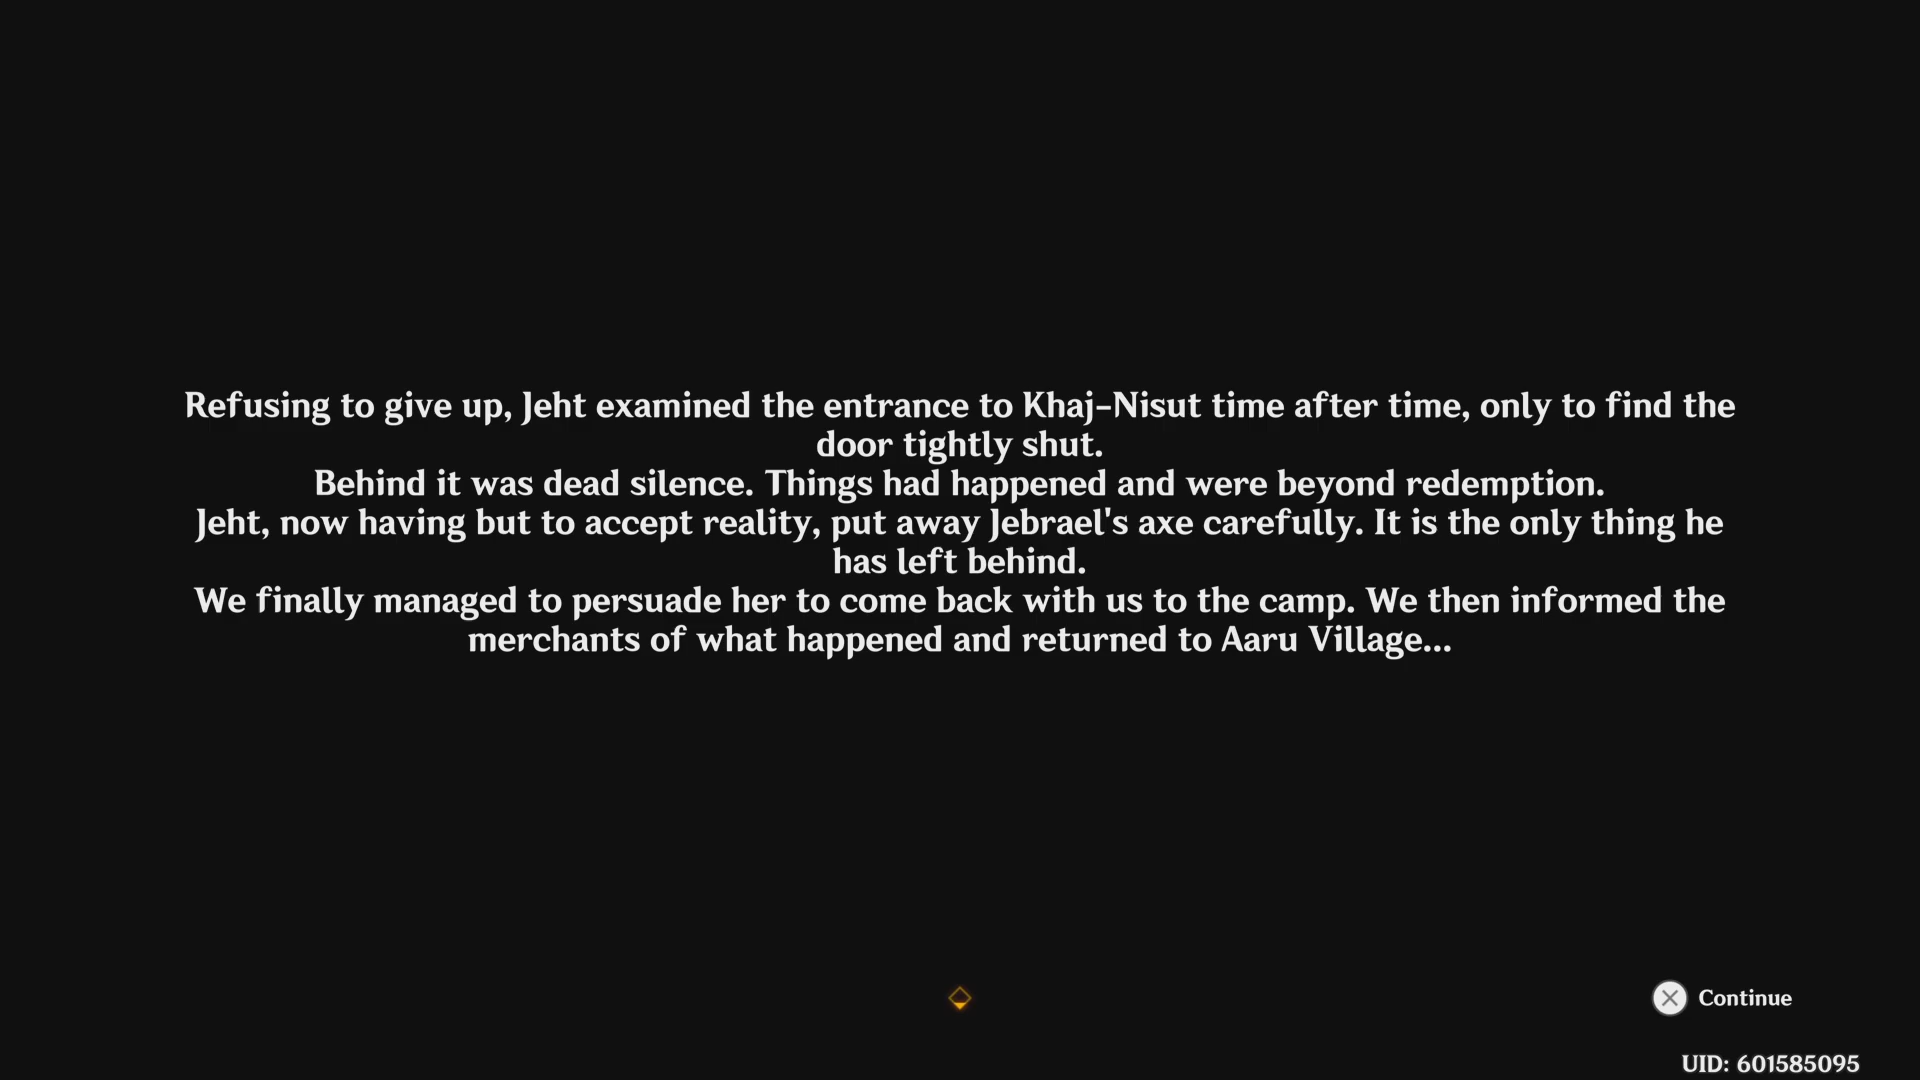 Refusing to give up, Jeht examined the entrance to Khaj-Nisut time after time, only to find the
door tightly shut.
Behind it was dead silence. Things had happened and were beyond redemption.
Jeht, now having but to accept reality, put away Jebrael's axe carefully. It is the only thing he
has left behind.
We finally managed to persuade her to come back with us to the camp. We then informed the
merchants of what happened and returned to Aaru Village...
Continue
UID: 601585095